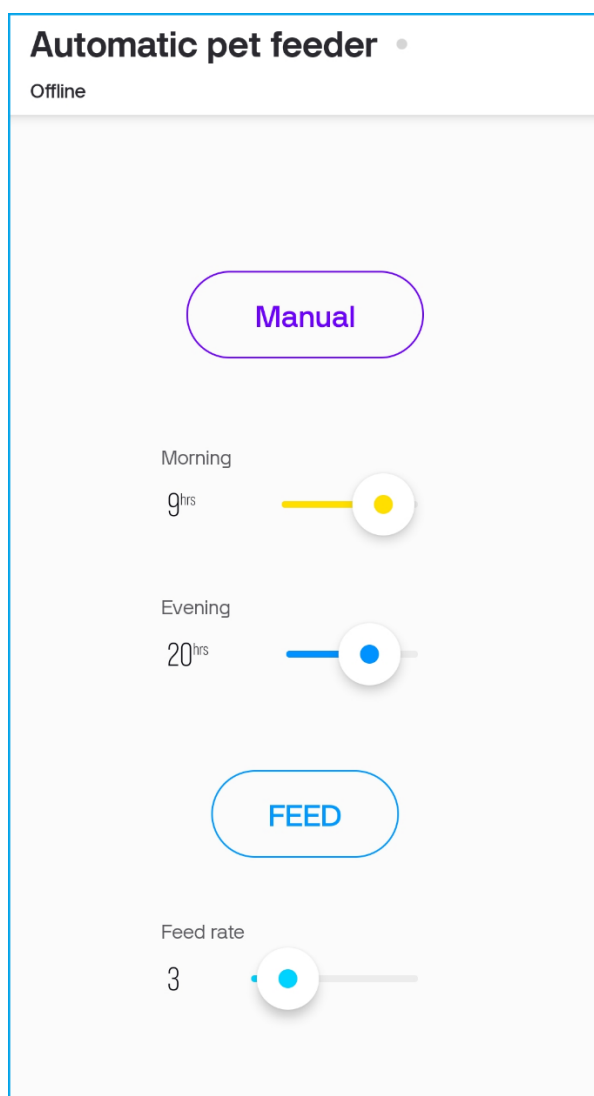 Automatic pet feeder
Offline
Manual
Morning
9hrs
Evening
20hrs
FEED
Feed rate
3